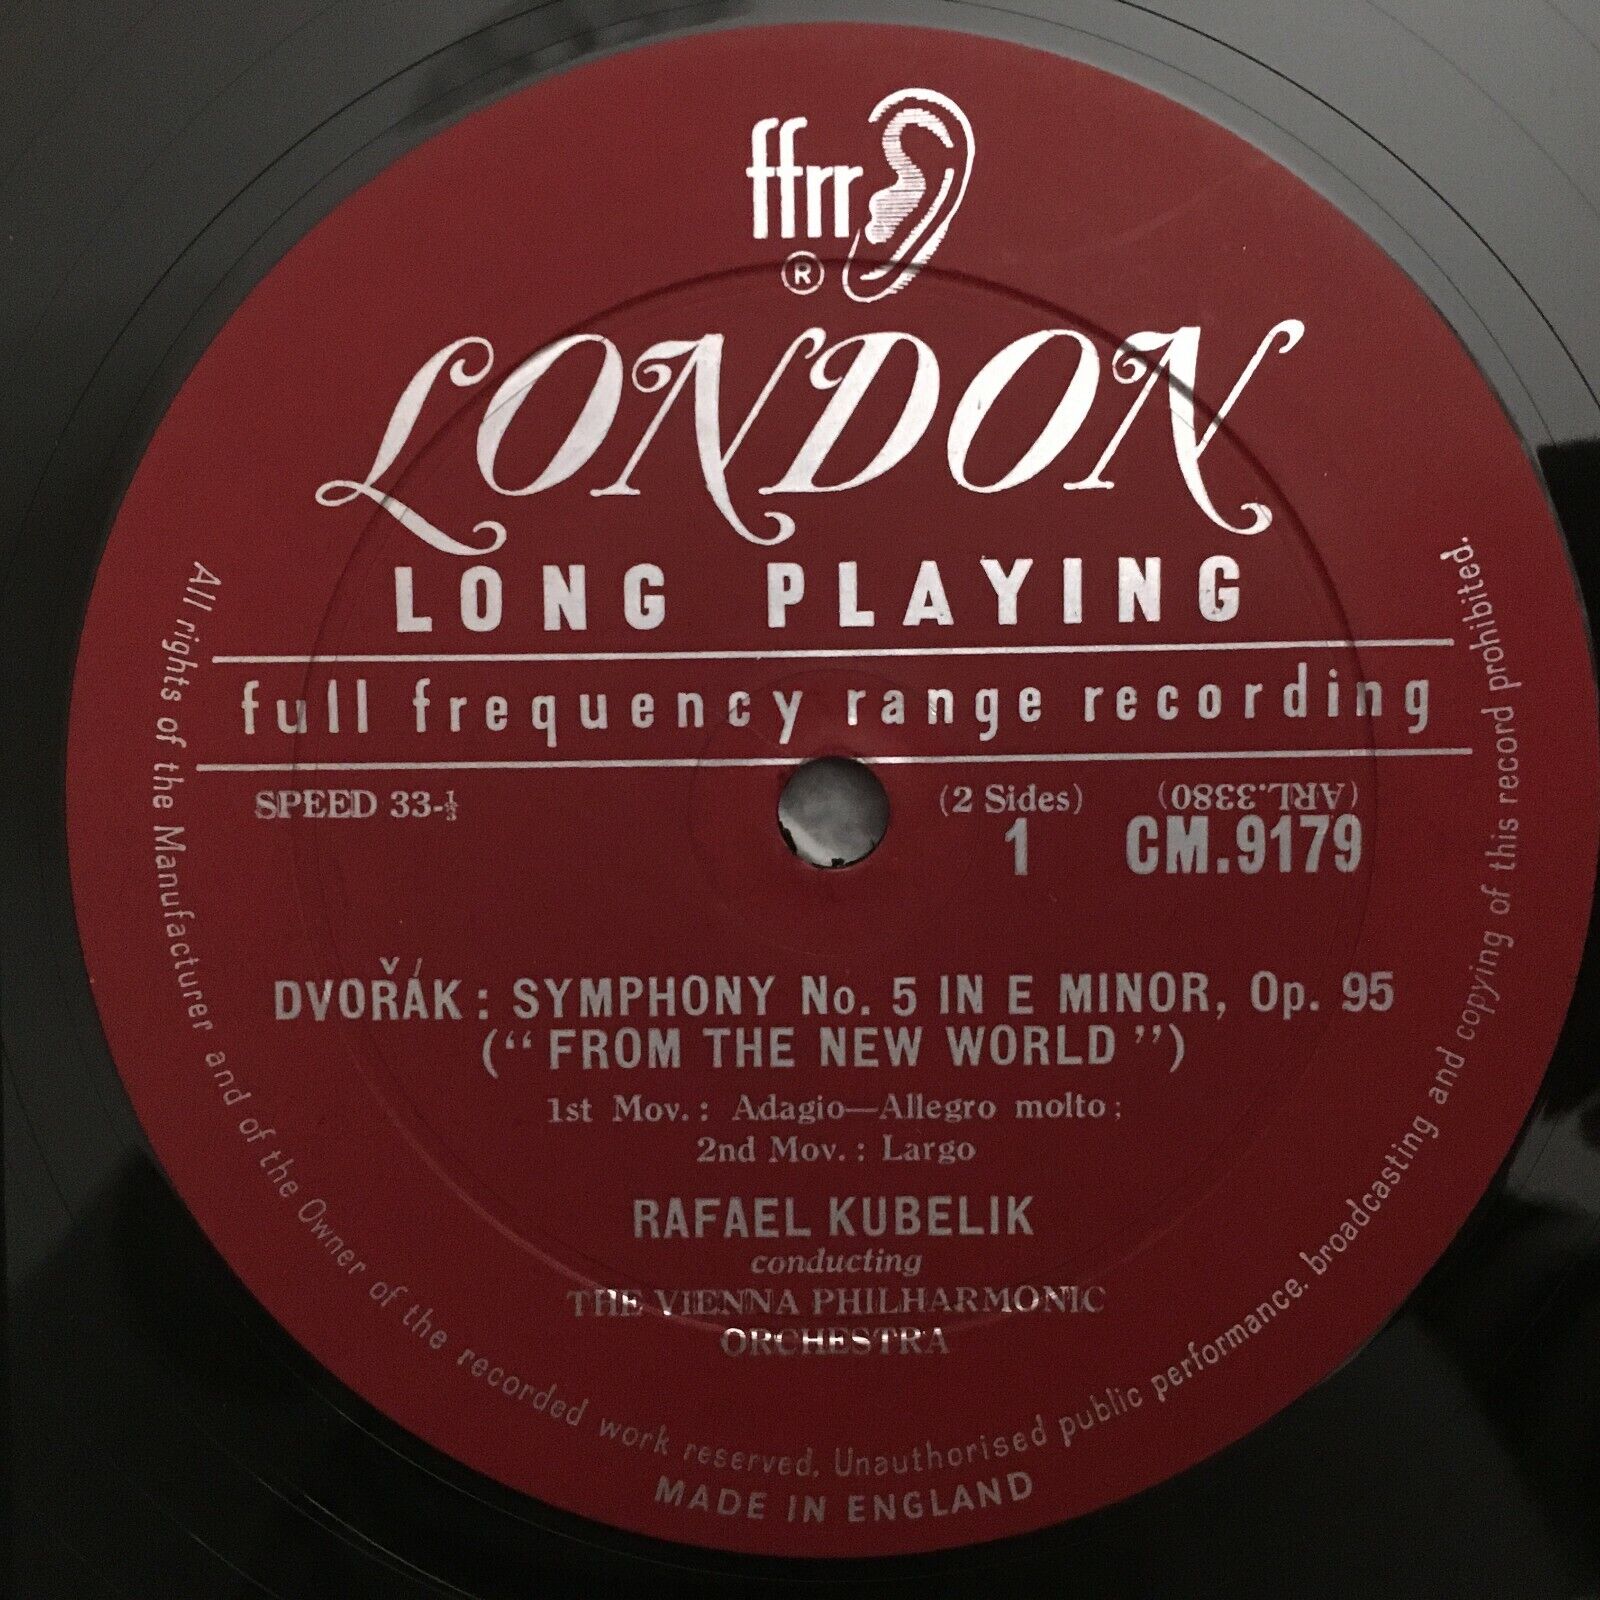 ffrr
®
LONDON
LONG PLAYING
full frequency range recording
SPEED 33-⅓
(2 Sides)
(ARL.3380)
1
CM.9179
DVOŘÁK : SYMPHONY No. 5 IN E MINOR, Op. 95
(“FROM THE NEW WORLD”)
1st Mov. : Adagio—Allegro molto ;
2nd Mov. : Largo
RAFAEL KUBELIK
conducting
THE VIENNA PHILHARMONIC
ORCHESTRA
All rights of the Manufacturer and of the Owner of the recorded work reserved. Unauthorised public performance. broadcasting and copying of this record prohibited.
MADE IN ENGLAND